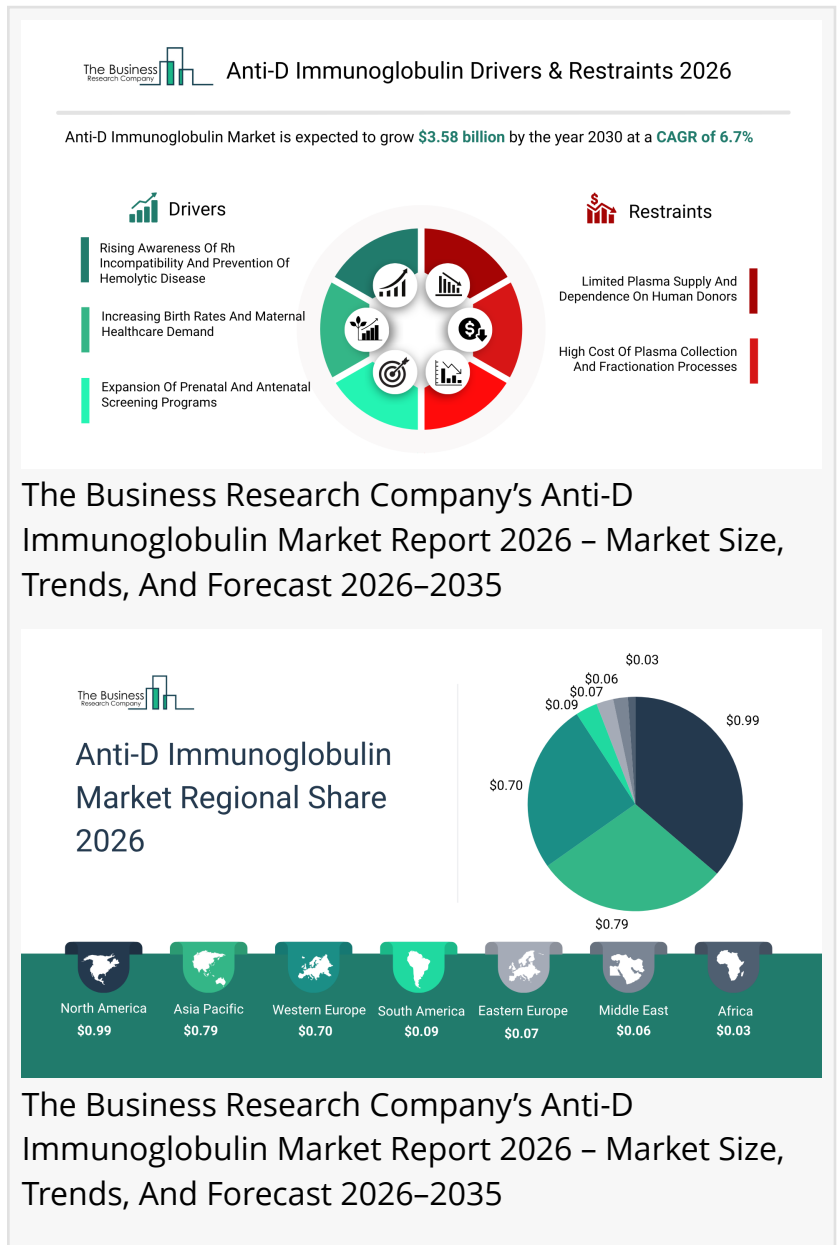 The Business
Research Company
Anti-D Immunoglobulin Drivers & Restraints 2026
Anti-D Immunoglobulin Market is expected to grow $3.58 billion by the year 2030 at a CAGR of 6.7%
Drivers
Rising Awareness Of Rh
Incompatibility And Prevention Of
Hemolytic Disease
Increasing Birth Rates And Maternal
Healthcare Demand
Expansion Of Prenatal And Antenatal
Screening Programs
$
Restraints
Limited Plasma Supply And
Dependence On Human Donors
High Cost Of Plasma Collection
And Fractionation Processes
$
The Business Research Company’s Anti-D
Immunoglobulin Market Report 2026 – Market Size,
Trends, And Forecast 2026–2035
The Business
Research Company
Anti-D Immunoglobulin
Market Regional Share
2026
$0.03
$0.06
$0.07
$0.09
$0.99
$0.70
$0.79
North America
$0.99
Asia Pacific
$0.79
Western Europe
$0.70
South America
$0.09
Eastern Europe
$0.07
Middle East
$0.06
Africa
$0.03
The Business Research Company’s Anti-D
Immunoglobulin Market Report 2026 – Market Size,
Trends, And Forecast 2026–2035